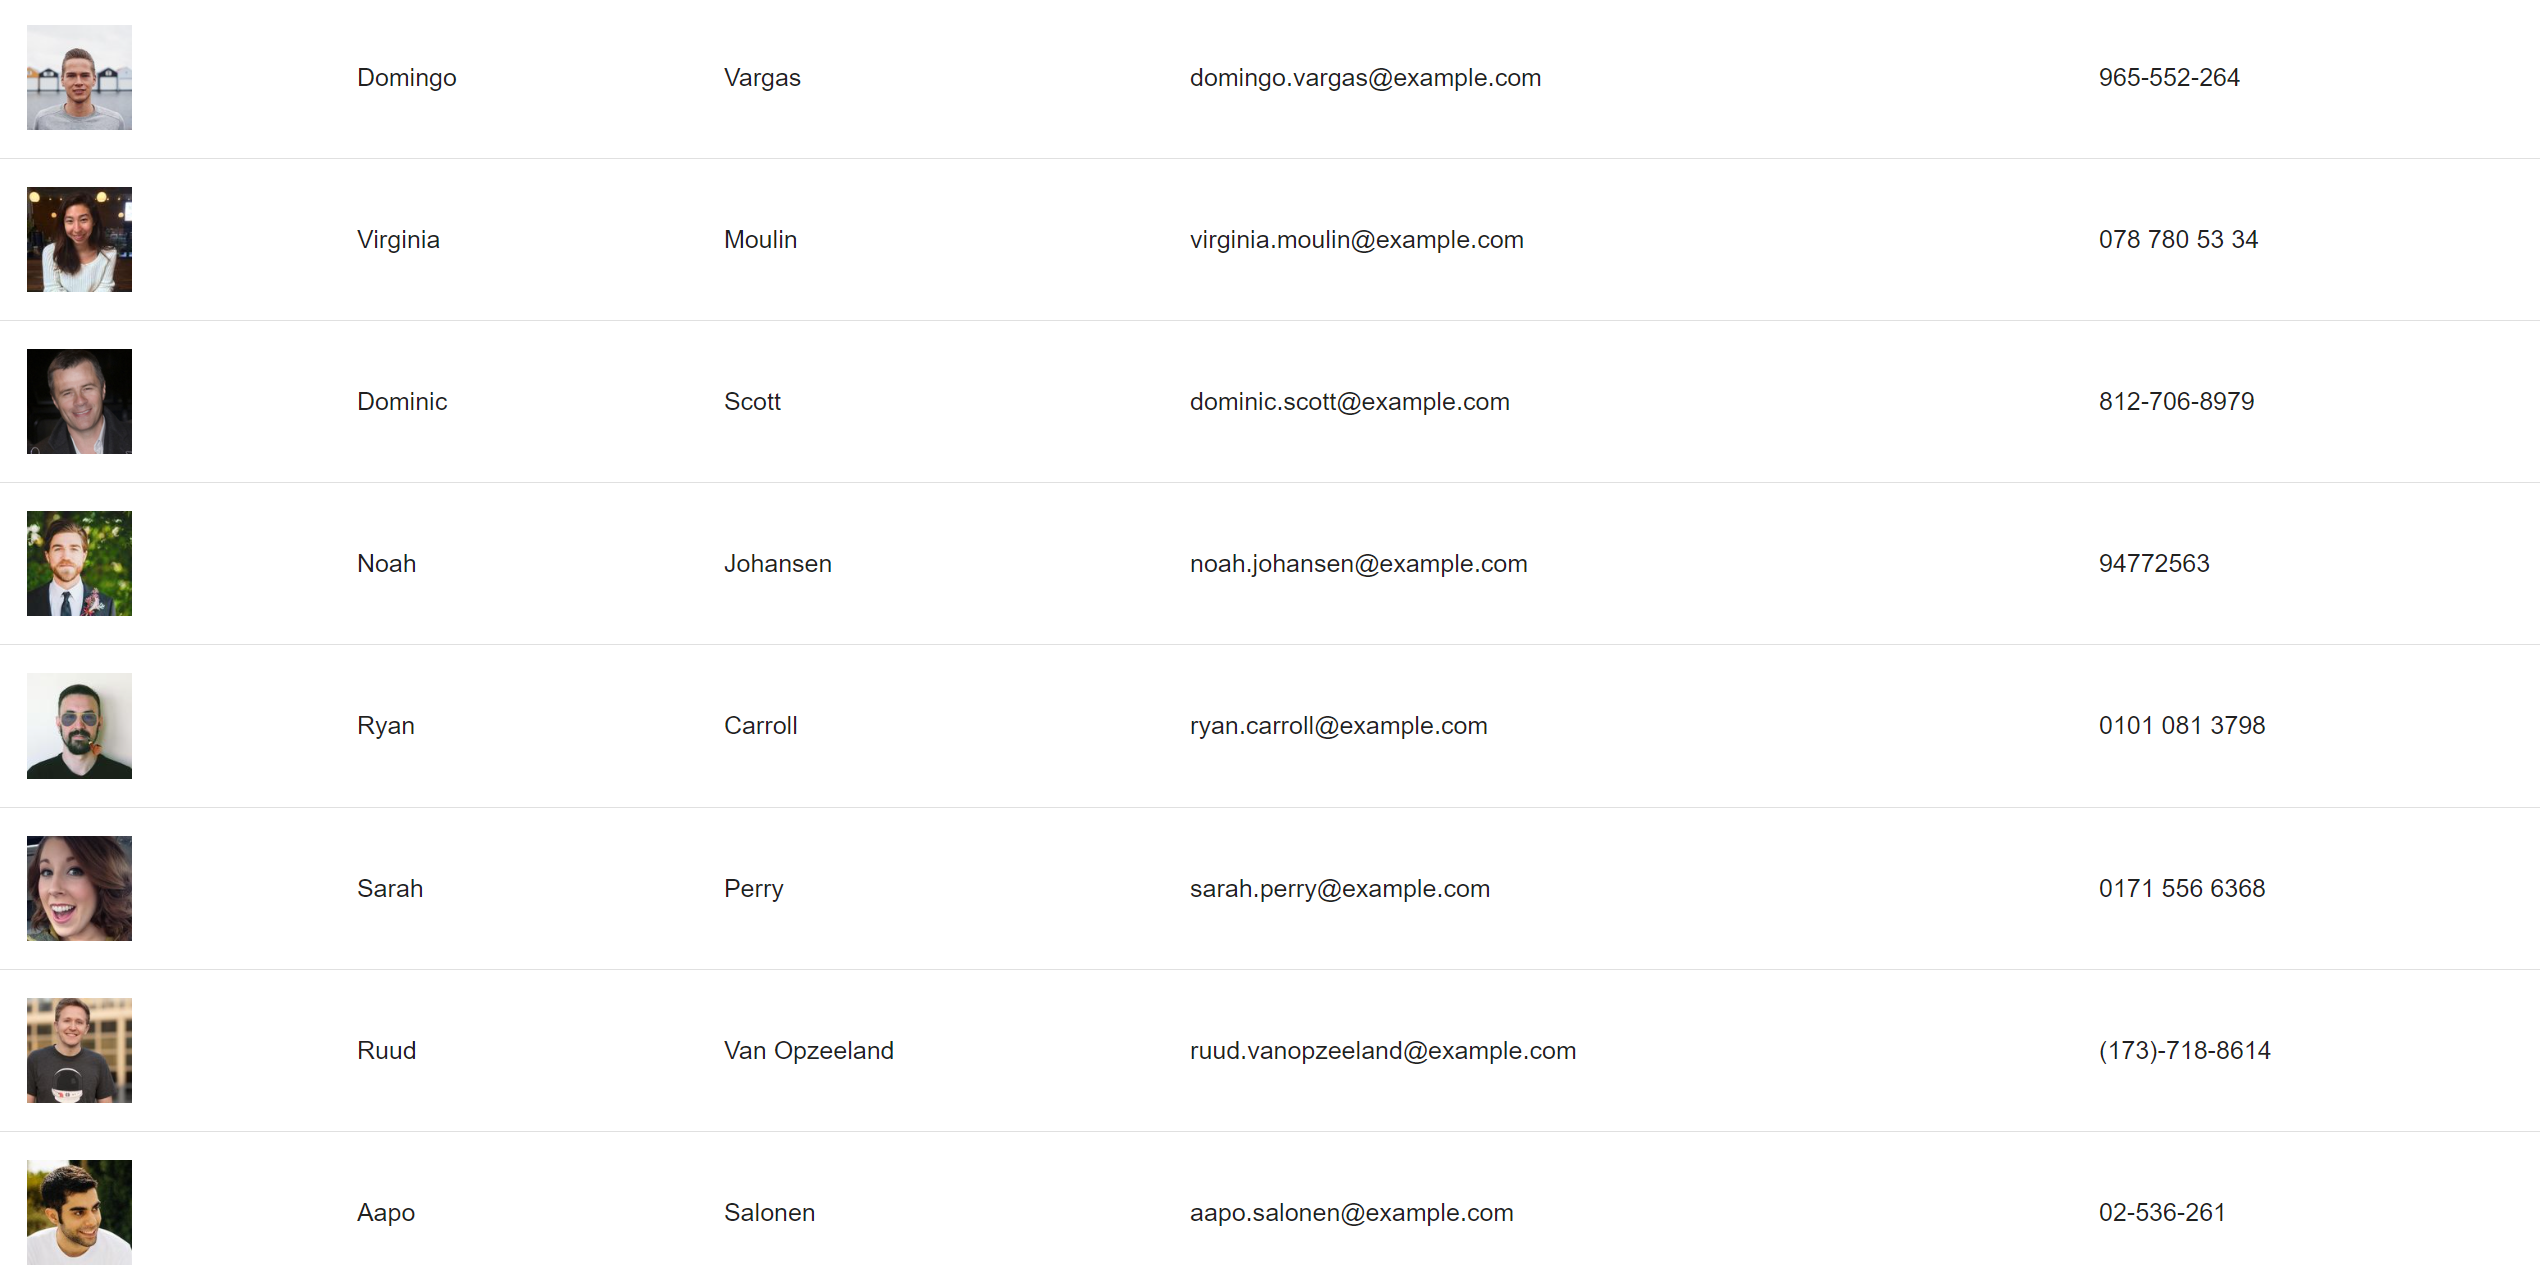 Domingo Vargas domingo.vargas@example.com 965-552-264
Virginia Moulin virginia.moulin@example.com 078 780 53 34
Dominic Scott dominic.scott@example.com 812-706-8979
Noah Johansen noah.johansen@example.com 94772563
Ryan Carroll ryan.carroll@example.com 0101 081 3798
Sarah Perry sarah.perry@example.com 0171 556 6368
Ruud Van Opzeeland ruud.vanopzeeland@example.com (173)-718-8614
Aapo Salonen aapo.salonen@example.com 02-536-261